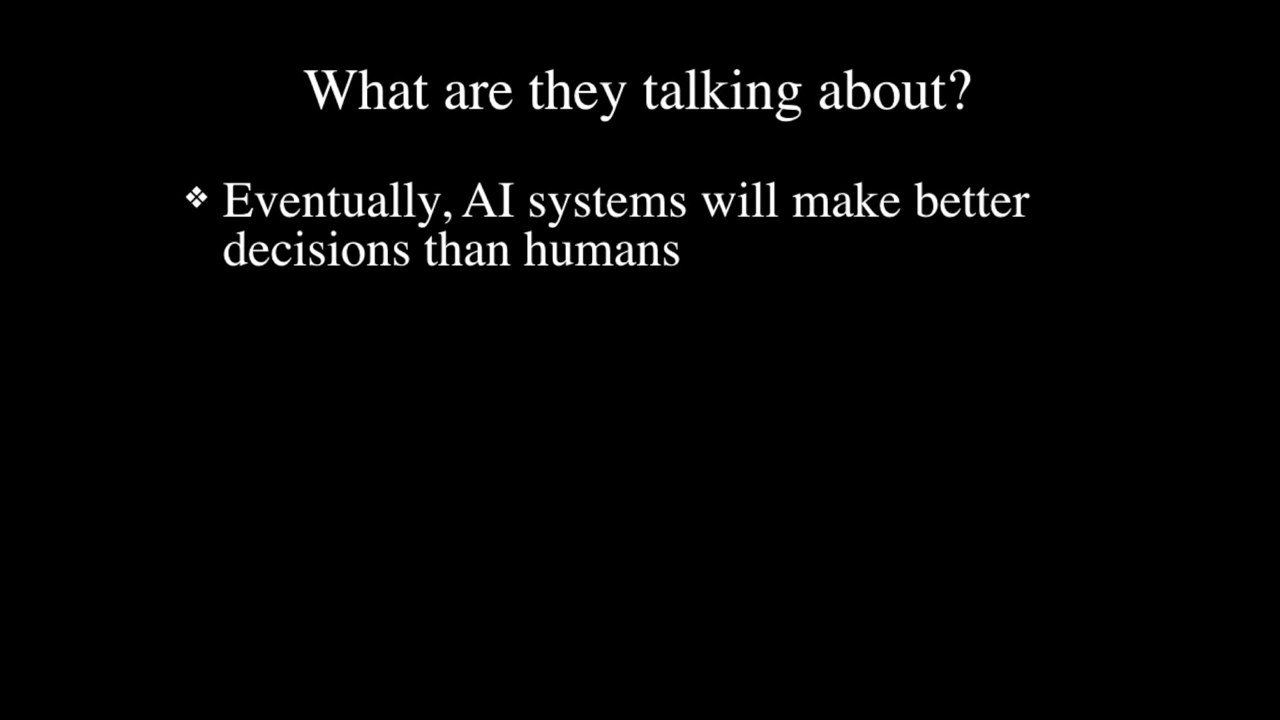 What are they talking about?
❖ Eventually, AI systems will make better
decisions than humans